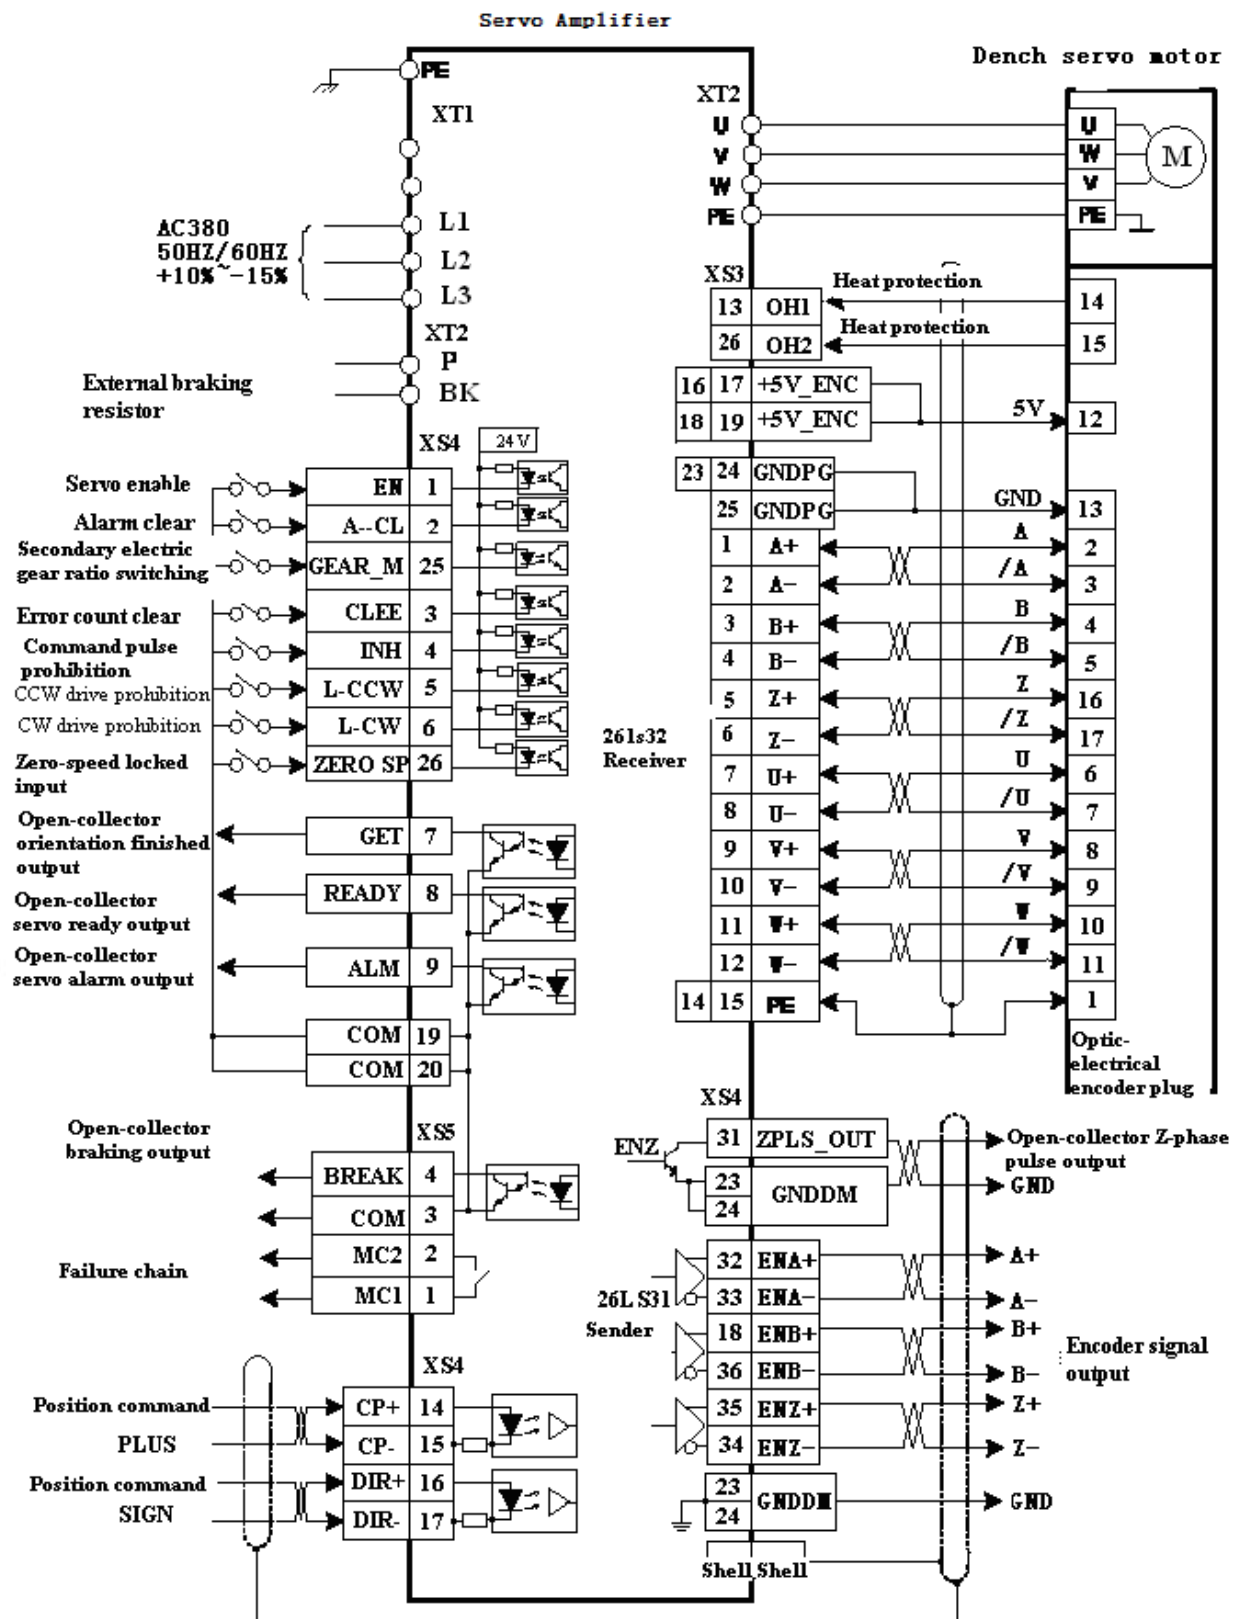 Servo Amplifier
Dench servo motor
PE
XT1
L1
L2
L3
AC380
50HZ/60HZ
+10%~-15%
XT2
P
BK
External braking
resistor
XS4
24V
Servo enable
EN 1
Alarm clear
A--CL 2
Secondary electric
gear ratio switching
GEAR_M 25
Error count clear
CLEE 3
Command pulse
prohibition
INH 4
CCW drive prohibition
L-CCW 5
CW drive prohibition
L-CW 6
Zero-speed locked
input
ZERO SP 26
Open-collector
orientation finished
output
GET 7
Open-collector
servo ready output
READY 8
Open-collector
servo alarm output
ALM 9
COM 19
COM 20
XS5
Open-collector
braking output
BREAK 4
COM 3
MC2 2
Failure chain
MC1 1
XS4
Position command
CP+ 14
PLUS
CP- 15
Position command
DIR+ 16
SIGN
DIR- 17
XT2
U
V
W
PE
U
W
V
PE
M
XS3
13 OH1
Heat protection
14
26 OH2
Heat protection
15
16 17 +5V_ENC
18 19 +5V_ENC
5V
12
23 24 GNDPG
25 GNDPG
GND
13
1 A+
A
2
2 A-
/A
3
3 B+
B
4
4 B-
/B
5
5 Z+
Z
16
6 Z-
/Z
17
261s32
Receiver
7 U+
U
6
8 U-
/U
7
9 V+
V
8
10 V-
/V
9
11 W+
W
10
12 W-
/W
11
14 15 PE
1
Optic-
electrical
encoder plug
XS4
ENZ
31 ZPLS_OUT
Open-collector Z-phase
pulse output
23
24
GNDDM
GND
26L S31
Sender
32 ENA+
A+
33 ENA-
A-
18 ENB+
B+
36 ENB-
B-
Encoder signal
output
35 ENZ+
Z+
34 ENZ-
Z-
23
24
GNDDM
GND
Shell Shell